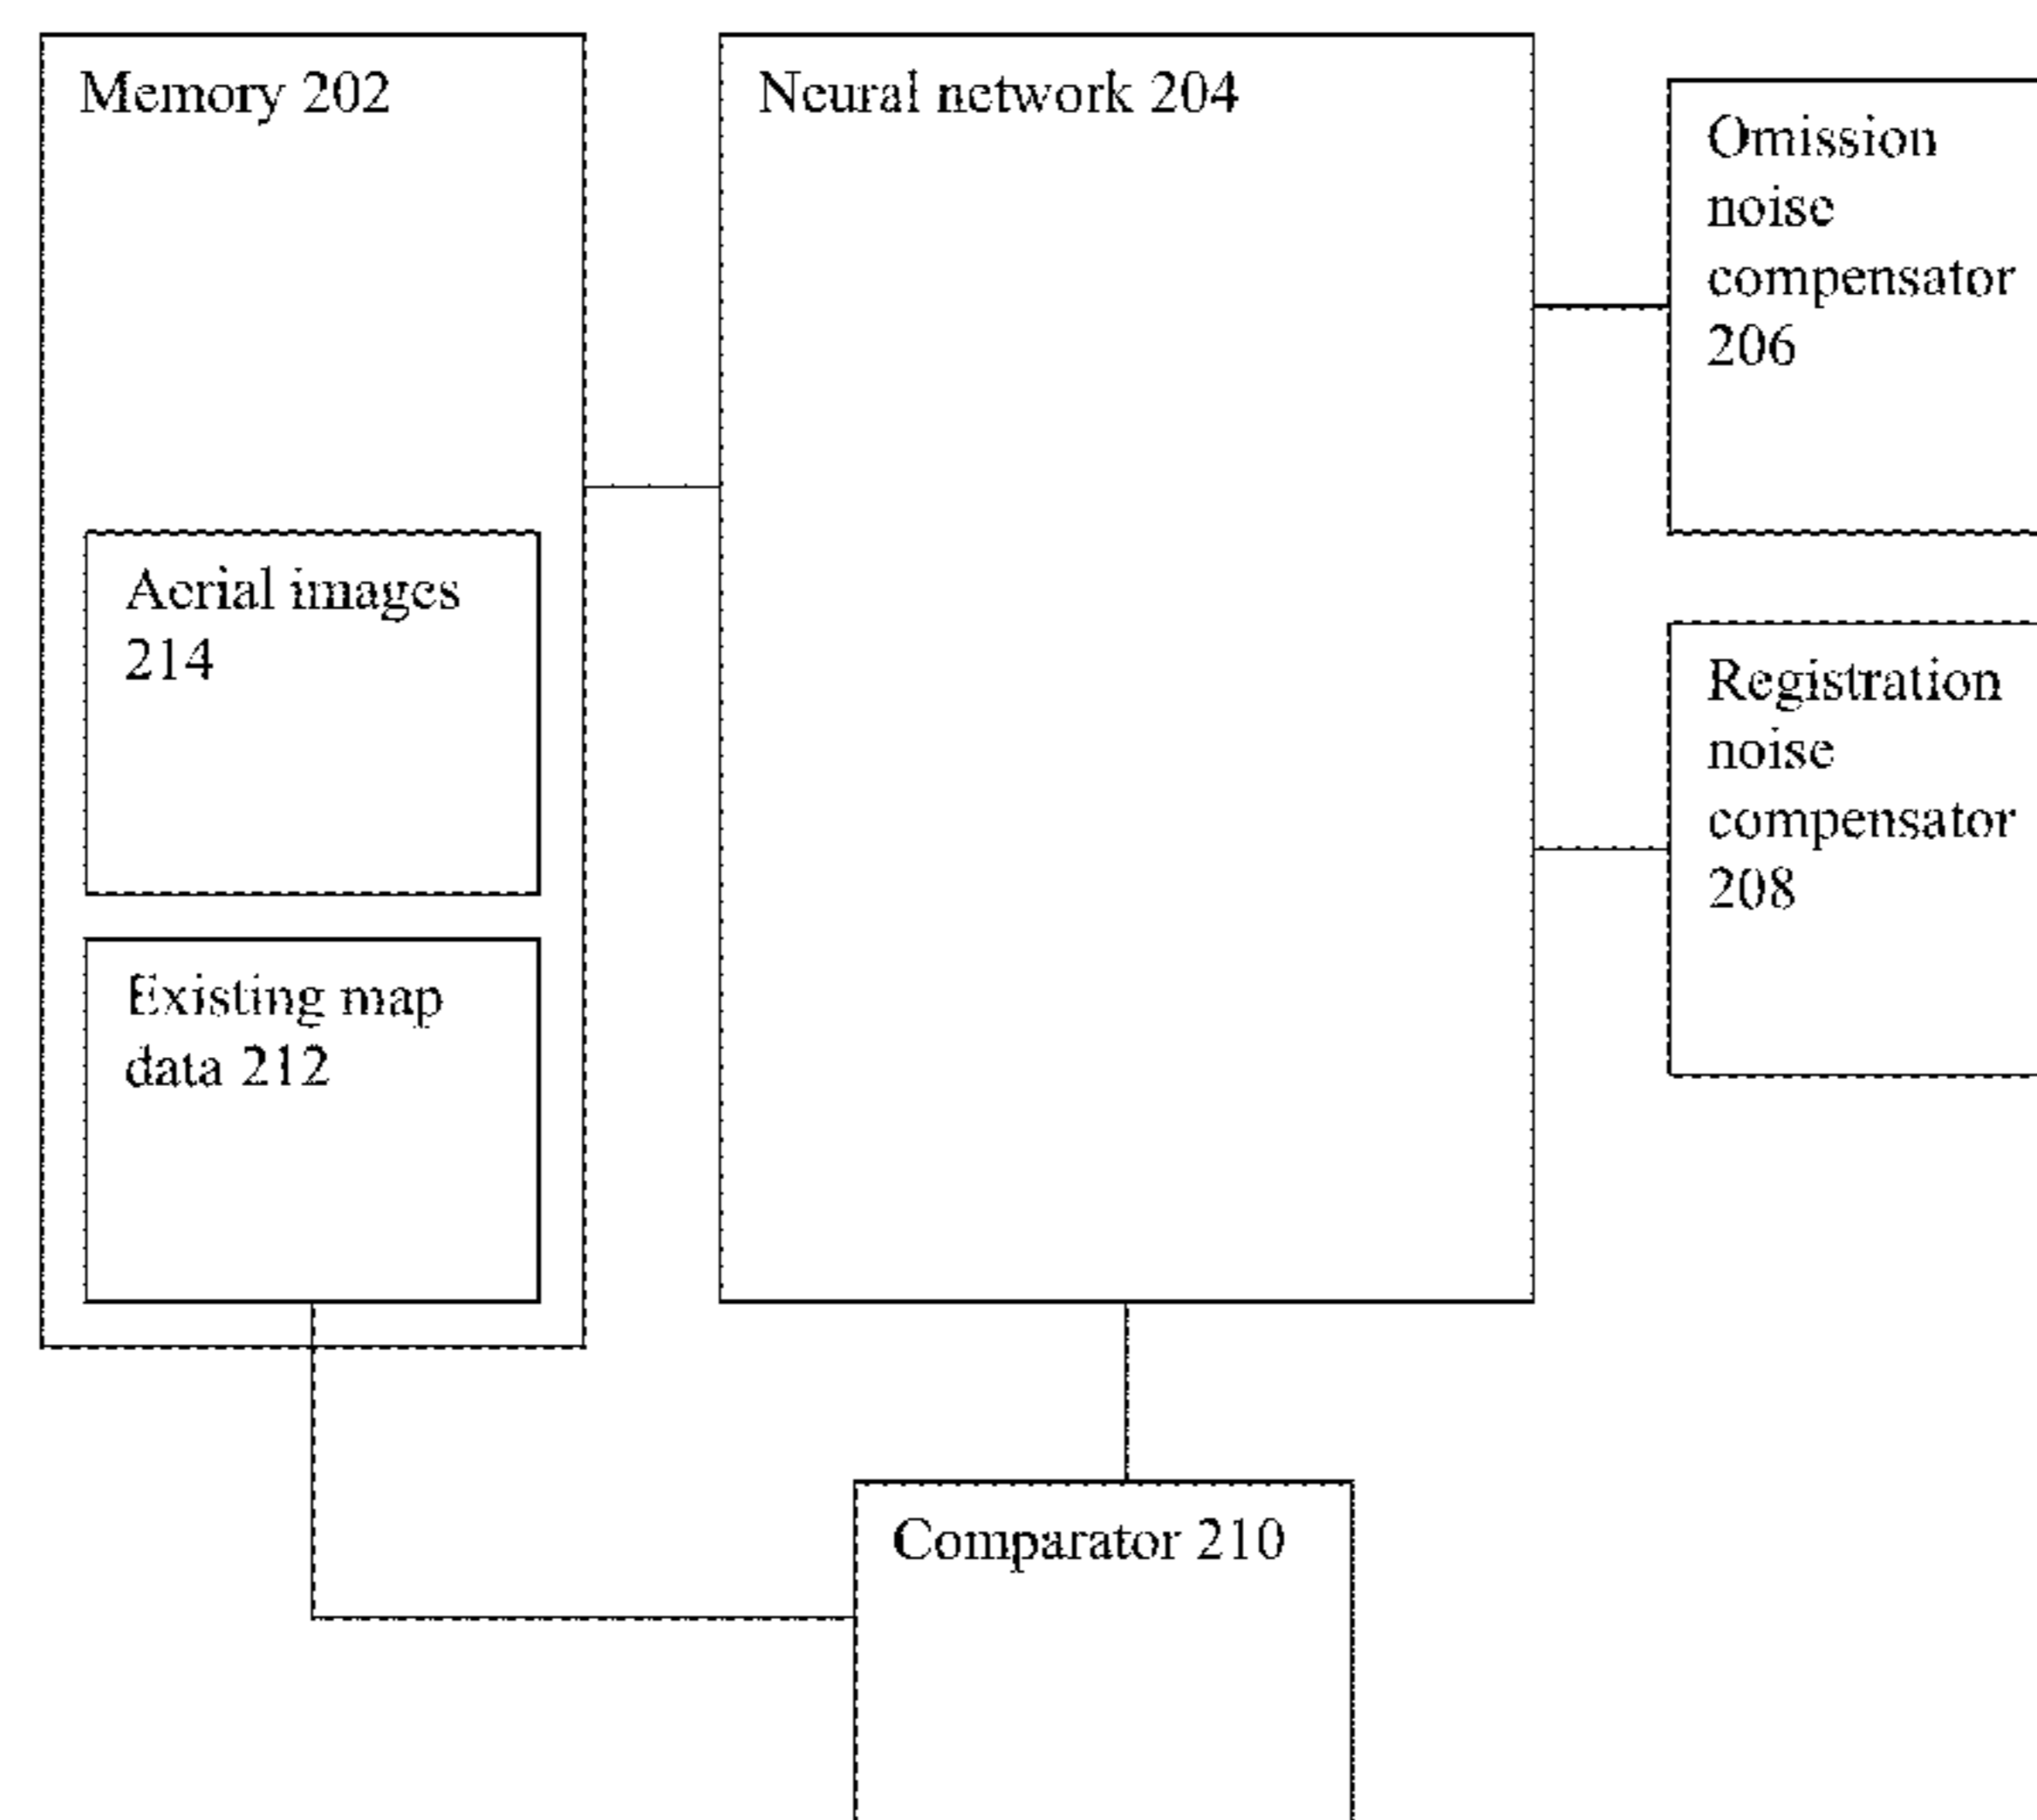 Memory 202
Neural network 204
Omission
noise
compensator
206
Aerial images
214
Registration
noise
compensator
208
Existing map
data 212
Comparator 210